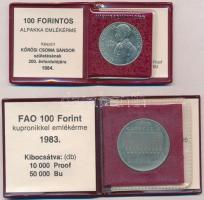 100 FORINTOS
ALPAKKA EMLÉKÉRME
Készült
KŐRÖSI CSOMA SÁNDOR
születésének
200. évfordulójára
1984.
FAO 100 Forint
kupronikkel emlékérme
1983.
Kibocsátva: (db)
10 000 Proof
50 000 Bu